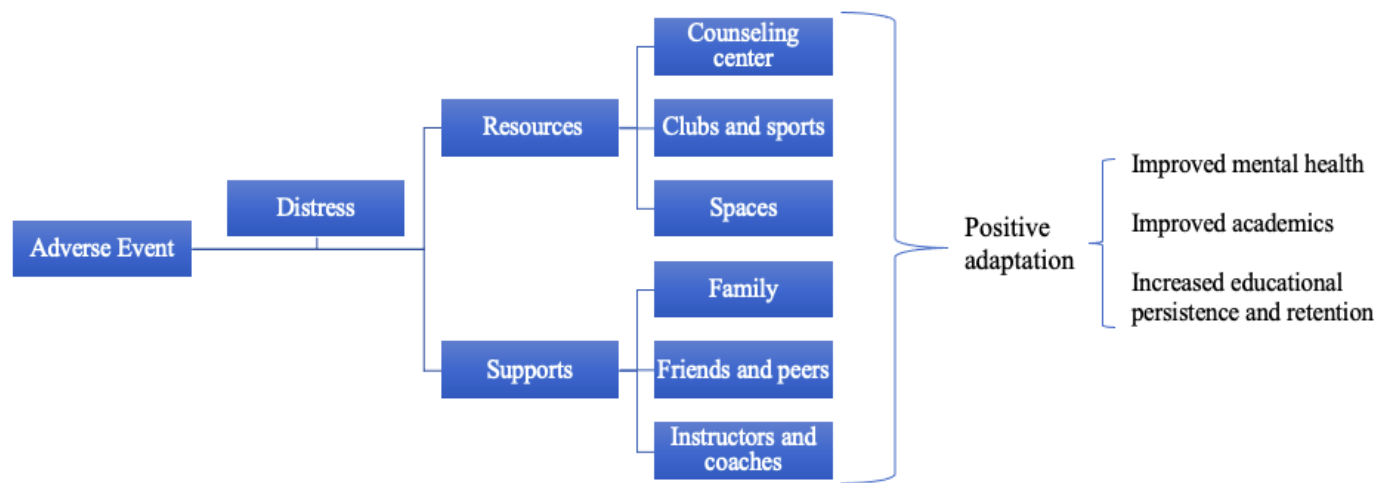 Adverse Event
Distress
Resources
Supports
Counseling
center
Clubs and sports
Spaces
Family
Friends and peers
Instructors and
coaches
Positive
adaptation
Improved mental health
Improved academics
Increased educational
persistence and retention